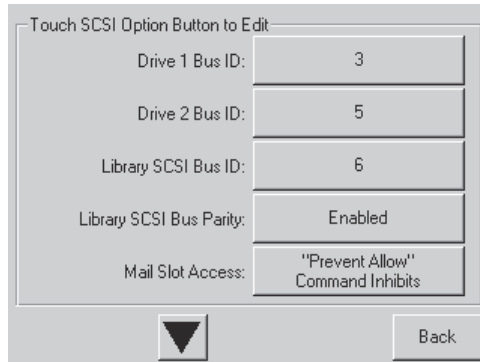 Touch SCSI Option Button to Edit
Drive 1 Bus ID: 3
Drive 2 Bus ID: 5
Library SCSI Bus ID: 6
Library SCSI Bus Parity: Enabled
Mail Slot Access: "Prevent Allow"
Command Inhibits
Back